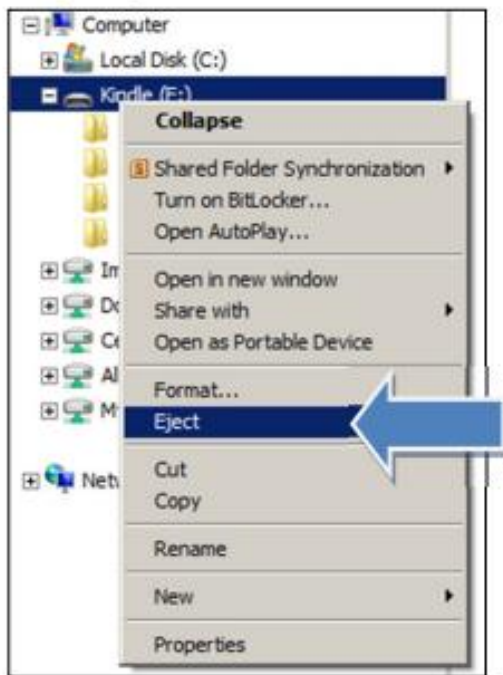 Computer
Local Disk (C:)
Kindle (E:)
Collapse
S Shared Folder Synchronization
Turn on BitLocker...
Open AutoPlay...
Open in new window
Share with
Open as Portable Device
Format...
Eject
Cut
Copy
Rename
New
Properties